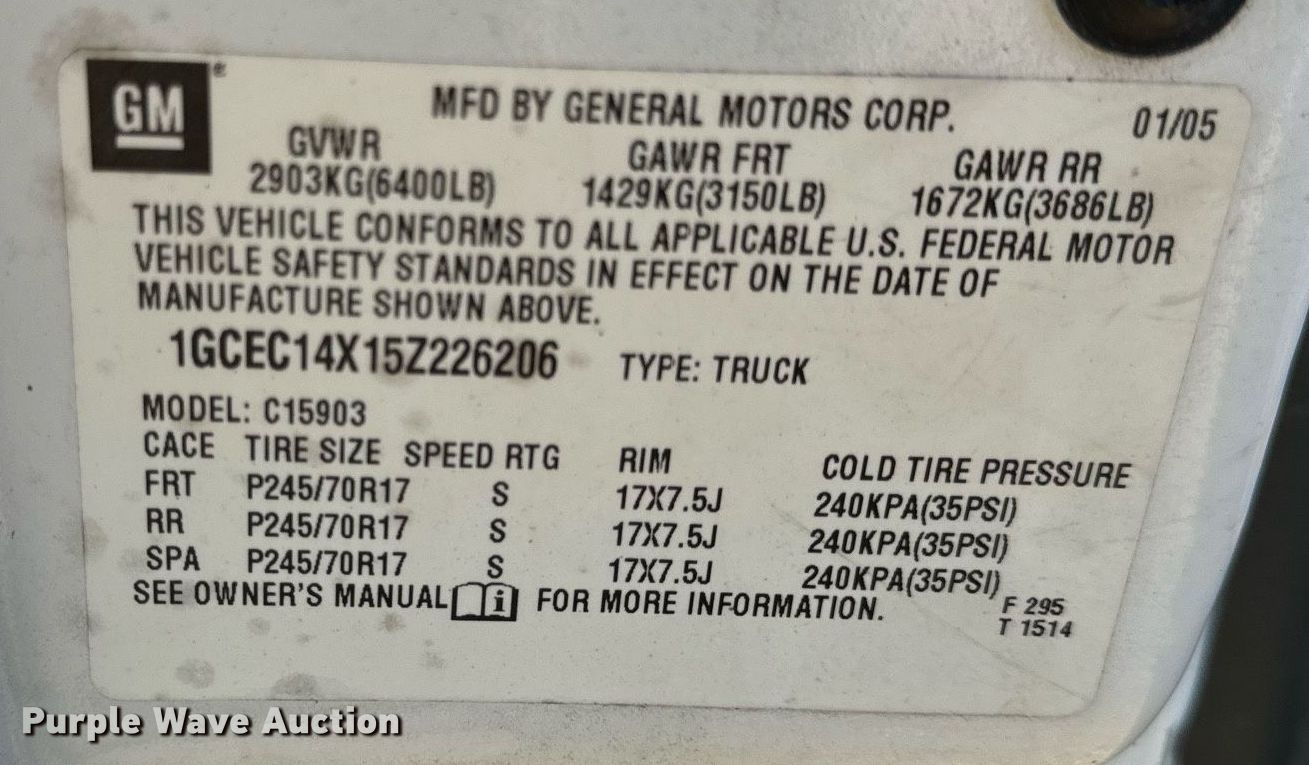 GM
MFD BY GENERAL MOTORS CORP. 01/05
GVWR GAWR FRT GAWR RR
2903KG(6400LB) 1429KG(3150LB) 1672KG(3686LB)
THIS VEHICLE CONFORMS TO ALL APPLICABLE U.S. FEDERAL MOTOR
VEHICLE SAFETY STANDARDS IN EFFECT ON THE DATE OF
MANUFACTURE SHOWN ABOVE.
1GCEC14X15Z226206 TYPE: TRUCK
MODEL: C15903
CACE TIRE SIZE SPEED RTG RIM COLD TIRE PRESSURE
FRT P245/70R17 S 17X7.5J 240KPA(35PSI)
RR P245/70R17 S 17X7.5J 240KPA(35PSI)
SPA P245/70R17 S 17X7.5J 240KPA(35PSI)
SEE OWNER'S MANUAL i FOR MORE INFORMATION.
F 295
T 1514
Purple Wave Auction